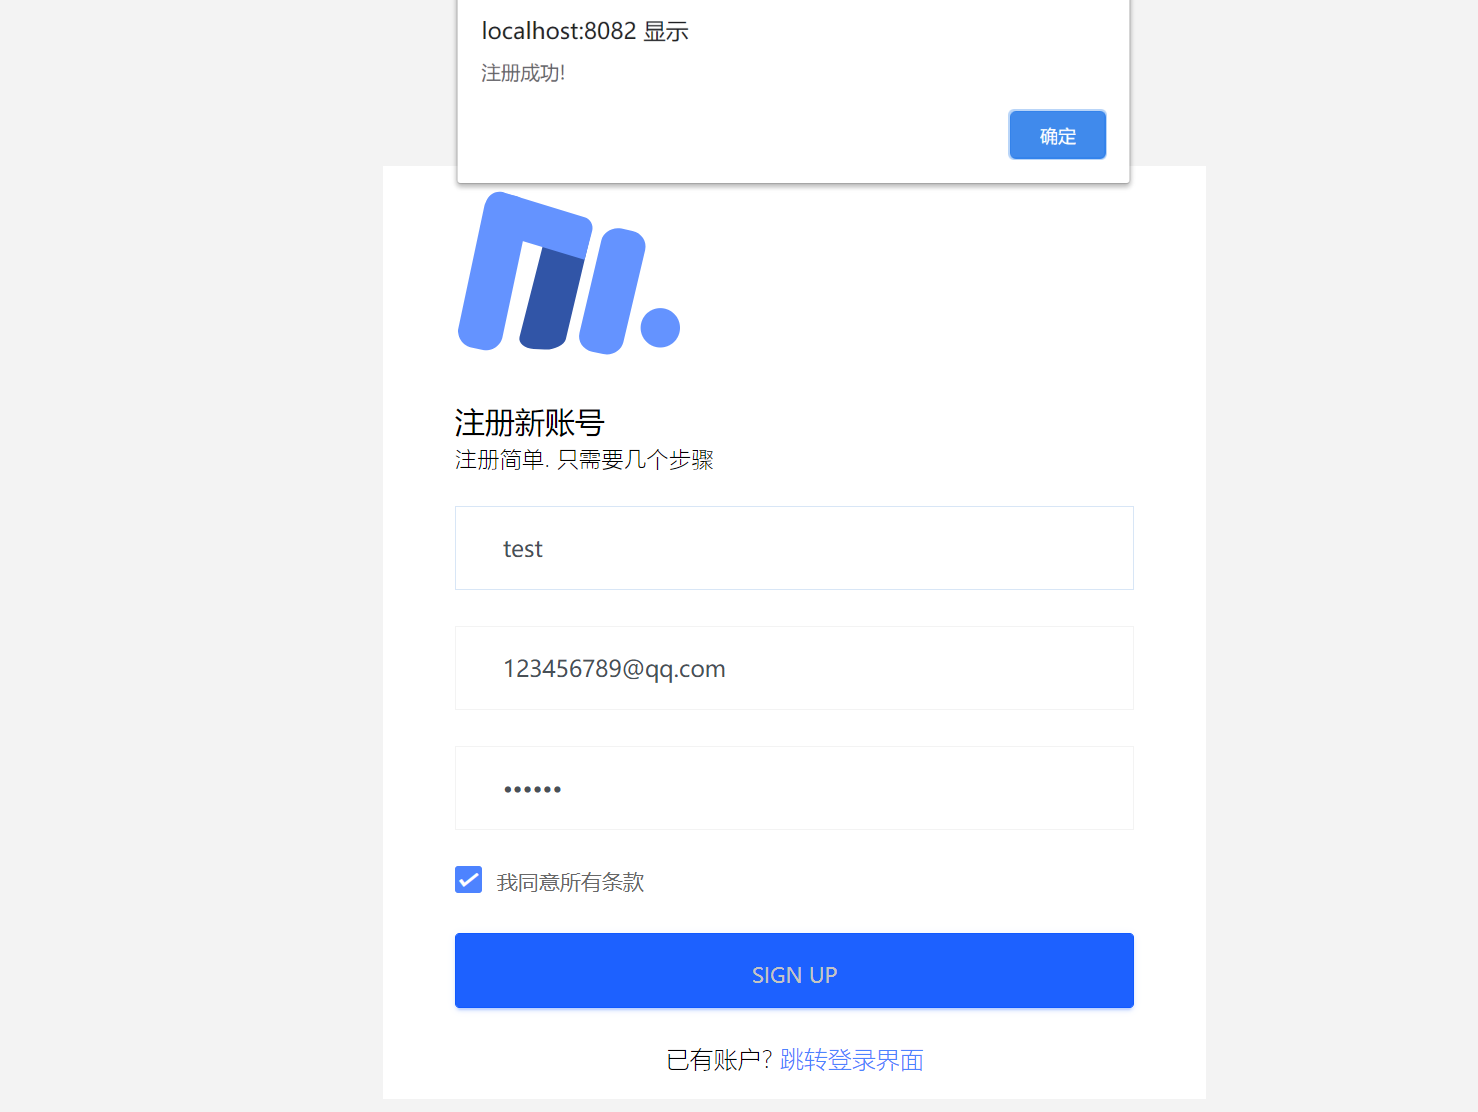 localhost:8082 显示
注册成功!
确定
注册新账号
注册简单. 只需要几个步骤
test
123456789@qq.com
••••••
我同意所有条款
SIGN UP
已有账户? 跳转登录界面